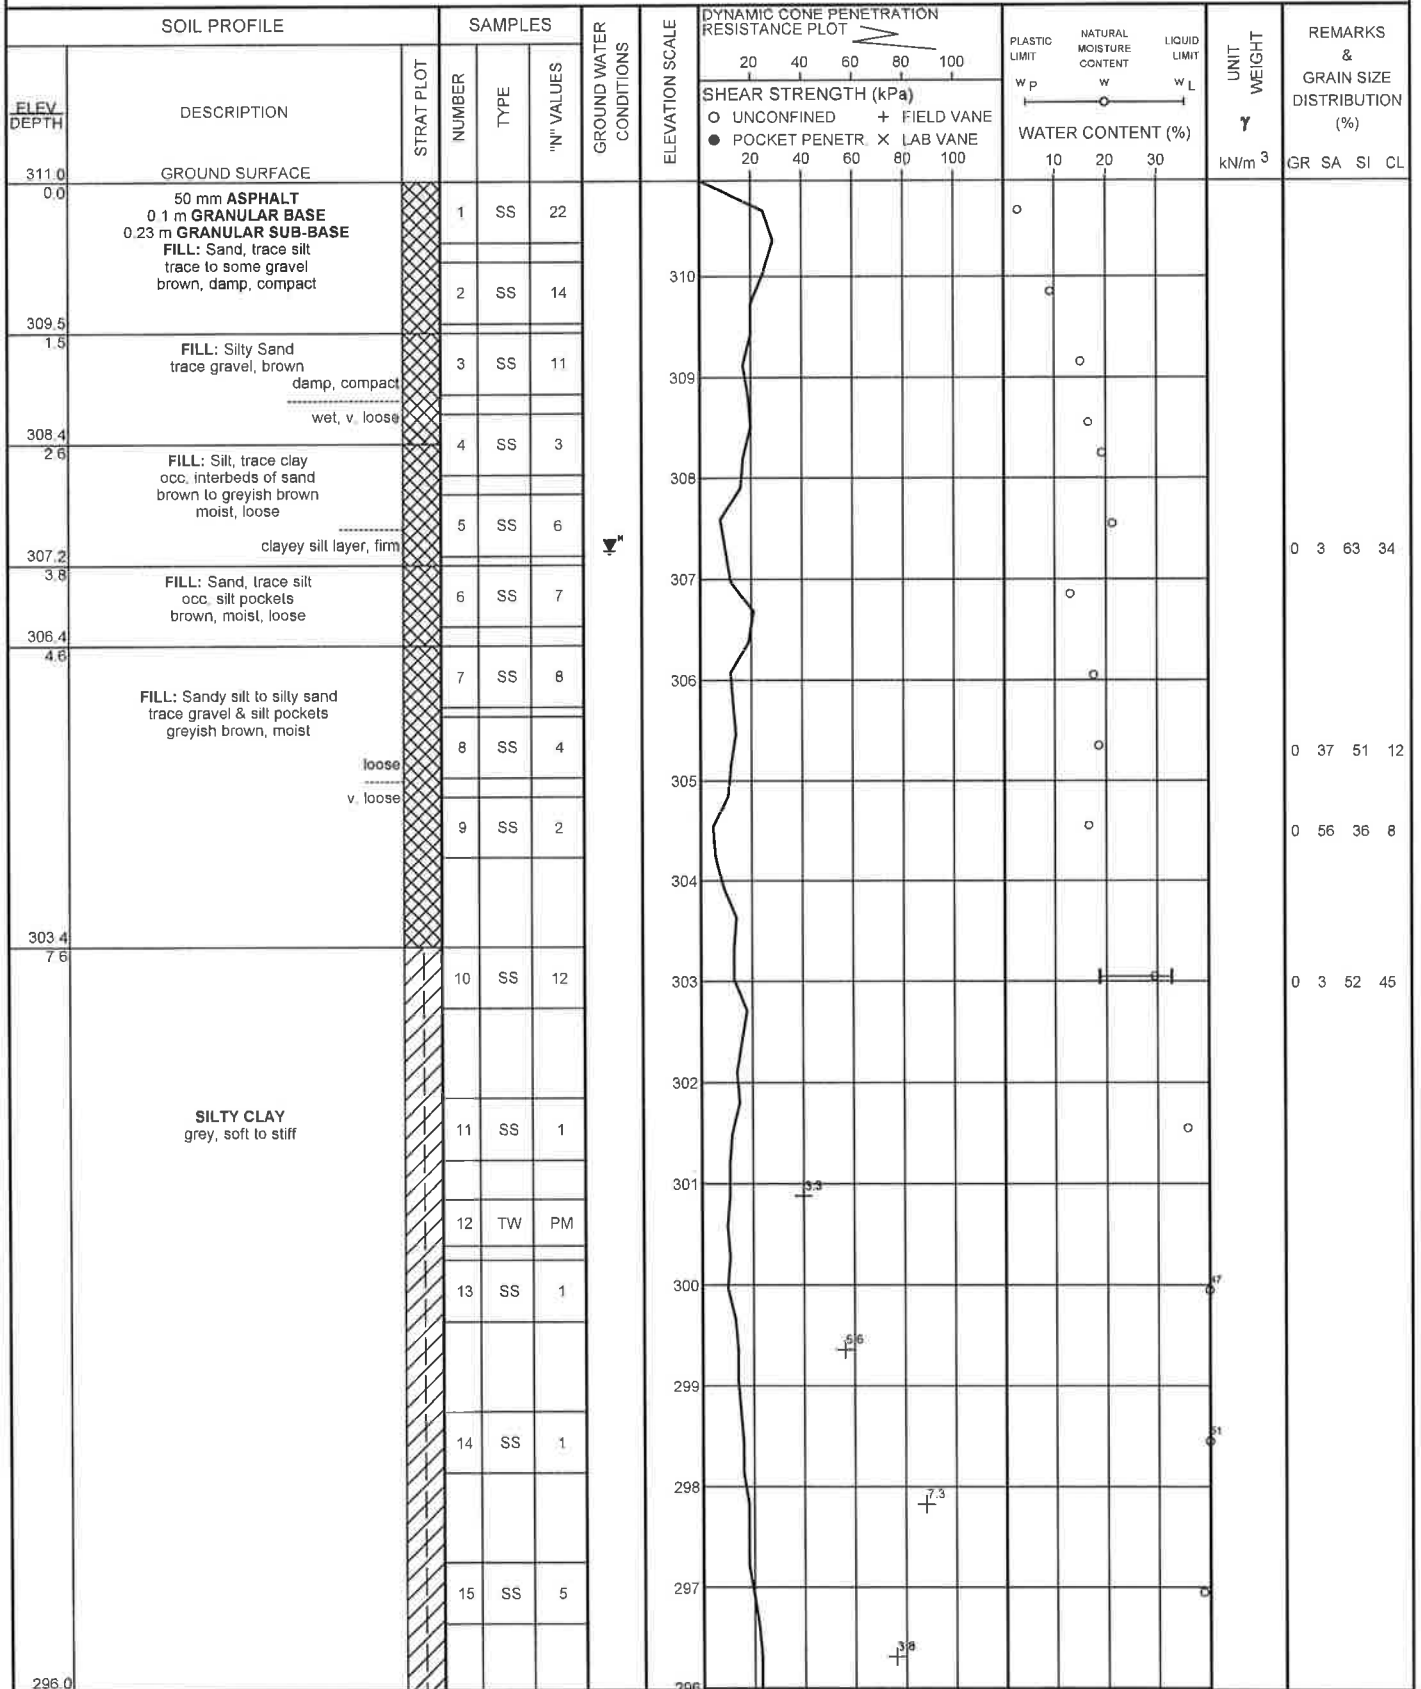 SOIL PROFILE
SAMPLES
GROUND WATER
CONDITIONS
ELEVATION SCALE
DYNAMIC CONE PENETRATION
RESISTANCE PLOT
20 40 60 80 100
SHEAR STRENGTH (kPa)
O UNCONFINED + FIELD VANE
● POCKET PENETR. × LAB VANE
20 40 60 80 100
PLASTIC LIMIT
NATURAL MOISTURE CONTENT
LIQUID LIMIT
w P w w L
WATER CONTENT (%)
10 20 30
UNIT WEIGHT
γ
kN/m 3
REMARKS
&
GRAIN SIZE
DISTRIBUTION
(%)
GR SA SI CL
ELEV
DEPTH
DESCRIPTION
STRAT PLOT
NUMBER
TYPE
"N" VALUES
311.0 GROUND SURFACE
0.0
50 mm ASPHALT
0.1 m GRANULAR BASE
0.23 m GRANULAR SUB-BASE
FILL: Sand, trace silt
trace to some gravel
brown, damp, compact
1 SS 22
310
2 SS 14
309.5
1.5
FILL: Silty Sand
trace gravel, brown
damp, compact
wet, v. loose
3 SS 11
309
308.4
2.6
4 SS 3
FILL: Silt, trace clay
occ. interbeds of sand
brown to greyish brown
moist, loose
clayey silt layer, firm
308
5 SS 6
0 3 63 34
307.2
3.8
FILL: Sand, trace silt
occ. silt pockets
brown, moist, loose
307
6 SS 7
306.4
4.6
FILL: Sandy silt to silty sand
trace gravel & silt pockets
greyish brown, moist
loose
v. loose
7 SS 8
306
8 SS 4
0 37 51 12
305
9 SS 2
0 56 36 8
304
303.4
7.6
10 SS 12
303
0 3 52 45
302
SILTY CLAY
grey, soft to stiff
11 SS 1
301
3.3
12 TW PM
300
47
13 SS 1
5.6
299
14 SS 1
51
298
7.3
15 SS 5
297
3.8
296.0
296